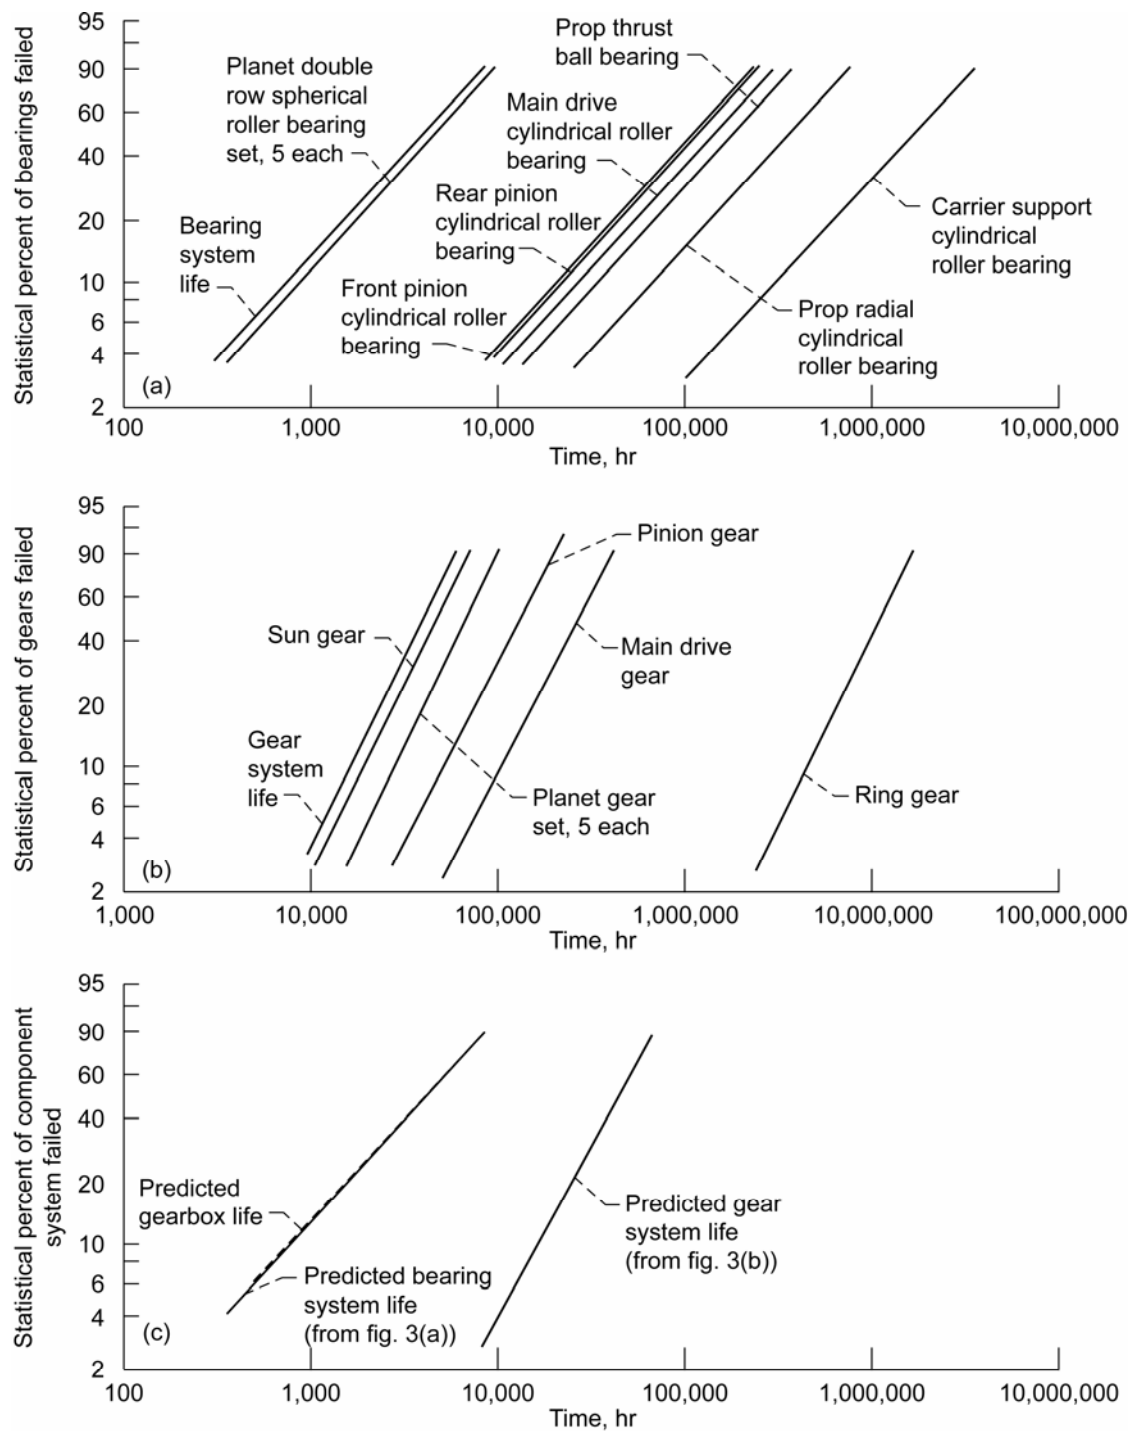 Statistical percent of bearings failed
95
90
60
40
20
10
6
4
2
Prop thrust
ball bearing
Planet double
row spherical
roller bearing
set, 5 each
Main drive
cylindrical roller
bearing
Rear pinion
cylindrical roller
bearing
Bearing
system
life
Front pinion
cylindrical roller
bearing
Carrier support
cylindrical
roller bearing
Prop radial
cylindrical
roller bearing
(a)
100 1,000 10,000 100,000 1,000,000 10,000,000
Time, hr
Statistical percent of gears failed
95
90
60
40
20
10
6
4
2
Pinion gear
Sun gear
Main drive
gear
Gear
system
life
Planet gear
set, 5 each
Ring gear
(b)
1,000 10,000 100,000 1,000,000 10,000,000 100,000,000
Time, hr
Statistical percent of component
system failed
95
90
60
40
20
10
6
4
2
Predicted
gearbox life
Predicted gear
system life
(from fig. 3(b))
Predicted bearing
system life
(from fig. 3(a))
(c)
100 1,000 10,000 100,000 1,000,000 10,000,000
Time, hr